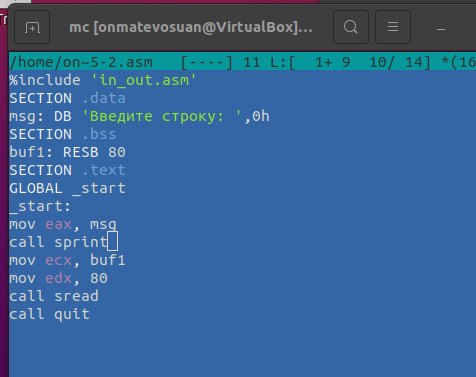 mc [onmatevosuan@VirtualBox]
/home/on~5-2.asm [----] 11 L:[ 1+ 9 10/ 14] *(16
%include 'in_out.asm'
SECTION .data
msg: DB 'Введите строку: ',0h
SECTION .bss
buf1: RESB 80
SECTION .text
GLOBAL _start
_start:
mov eax, msg
call sprint
mov ecx, buf1
mov edx, 80
call sread
call quit